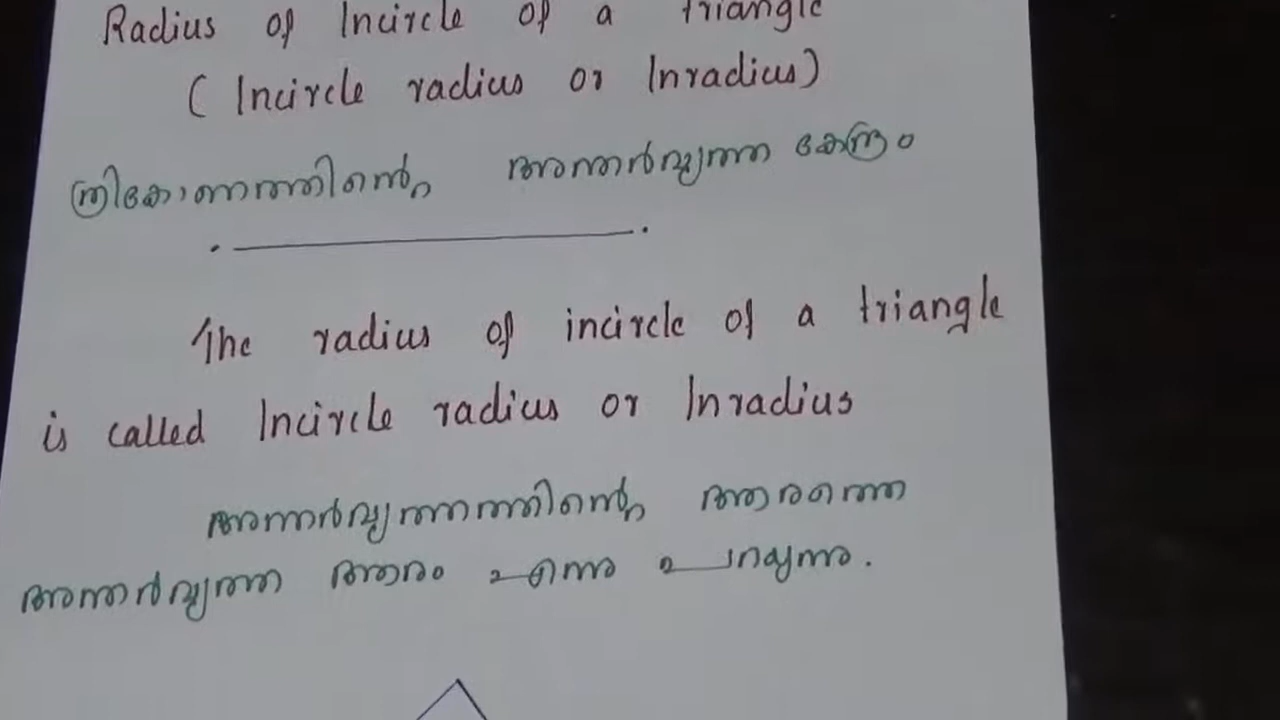 Radius of Incircle of a triangle
( Incircle radius or Inradius)
ത്രികോണത്തിന്റെ അന്തർവൃത്ത കേന്ദ്രം
The radius of incircle of a triangle
is called Incircle radius or Inradius
അന്തർവൃത്തത്തിന്റെ ആരത്തെ
അന്തർവൃത്ത ആരം എന്നു പറയുന്നു.